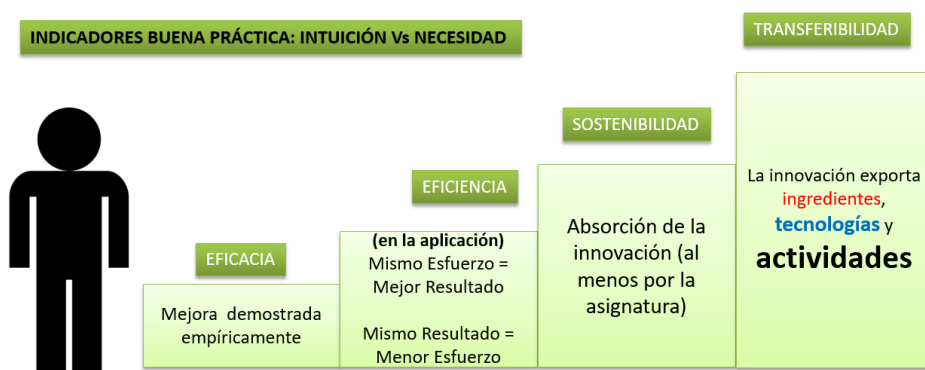 INDICADORES BUENA PRÁCTICA: INTUICIÓN Vs NECESIDAD
EFICACIA
Mejora demostrada
empíricamente
EFICIENCIA
(en la aplicación)
Mismo Esfuerzo =
Mejor Resultado
Mismo Resultado =
Menor Esfuerzo
SOSTENIBILIDAD
Absorción de la
innovación (al
menos por la
asignatura)
TRANSFERIBILIDAD
La innovación exporta
ingredientes,
tecnologías y
actividades